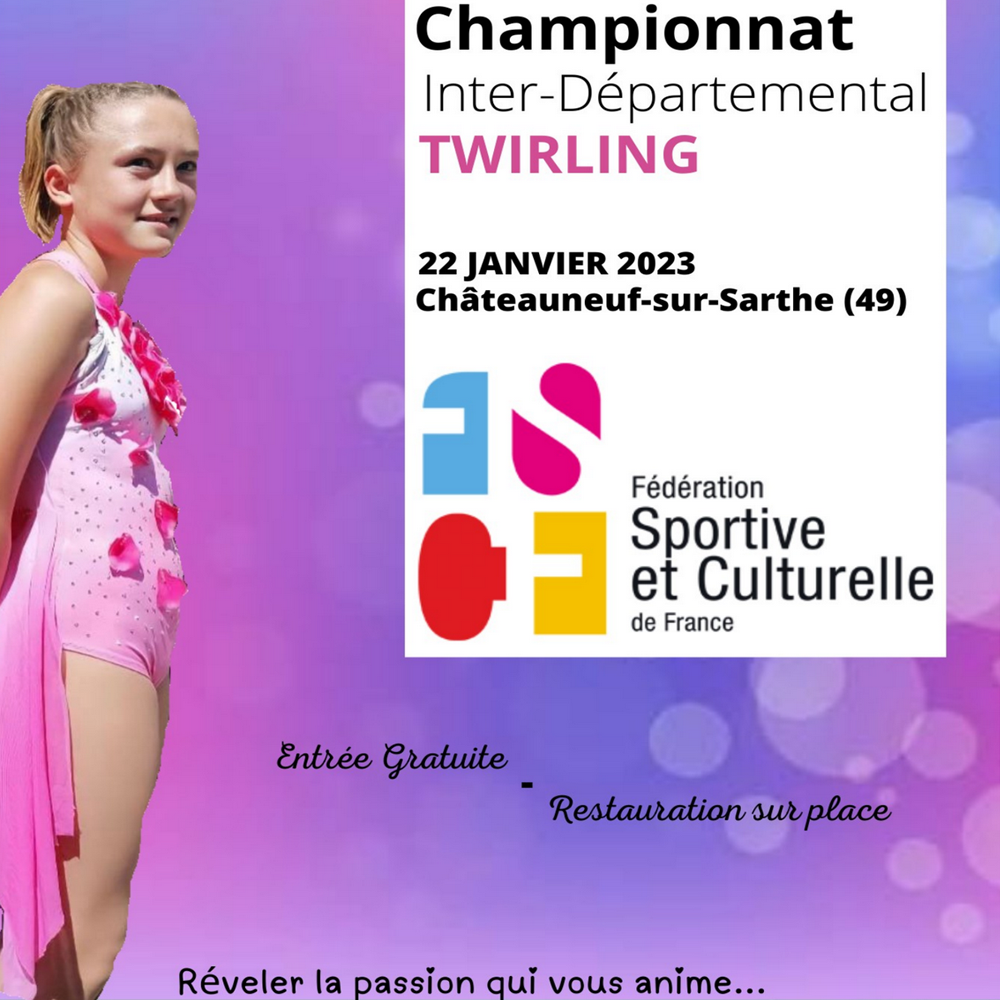 Championnat
Inter-Départemental
TWIRLING
22 JANVIER 2023
Châteauneuf-sur-Sarthe (49)
FSCF
Fédération
Sportive
et Culturelle
de France
Entrée Gratuite
-
Restauration sur place
Réveler la passion qui vous anime...